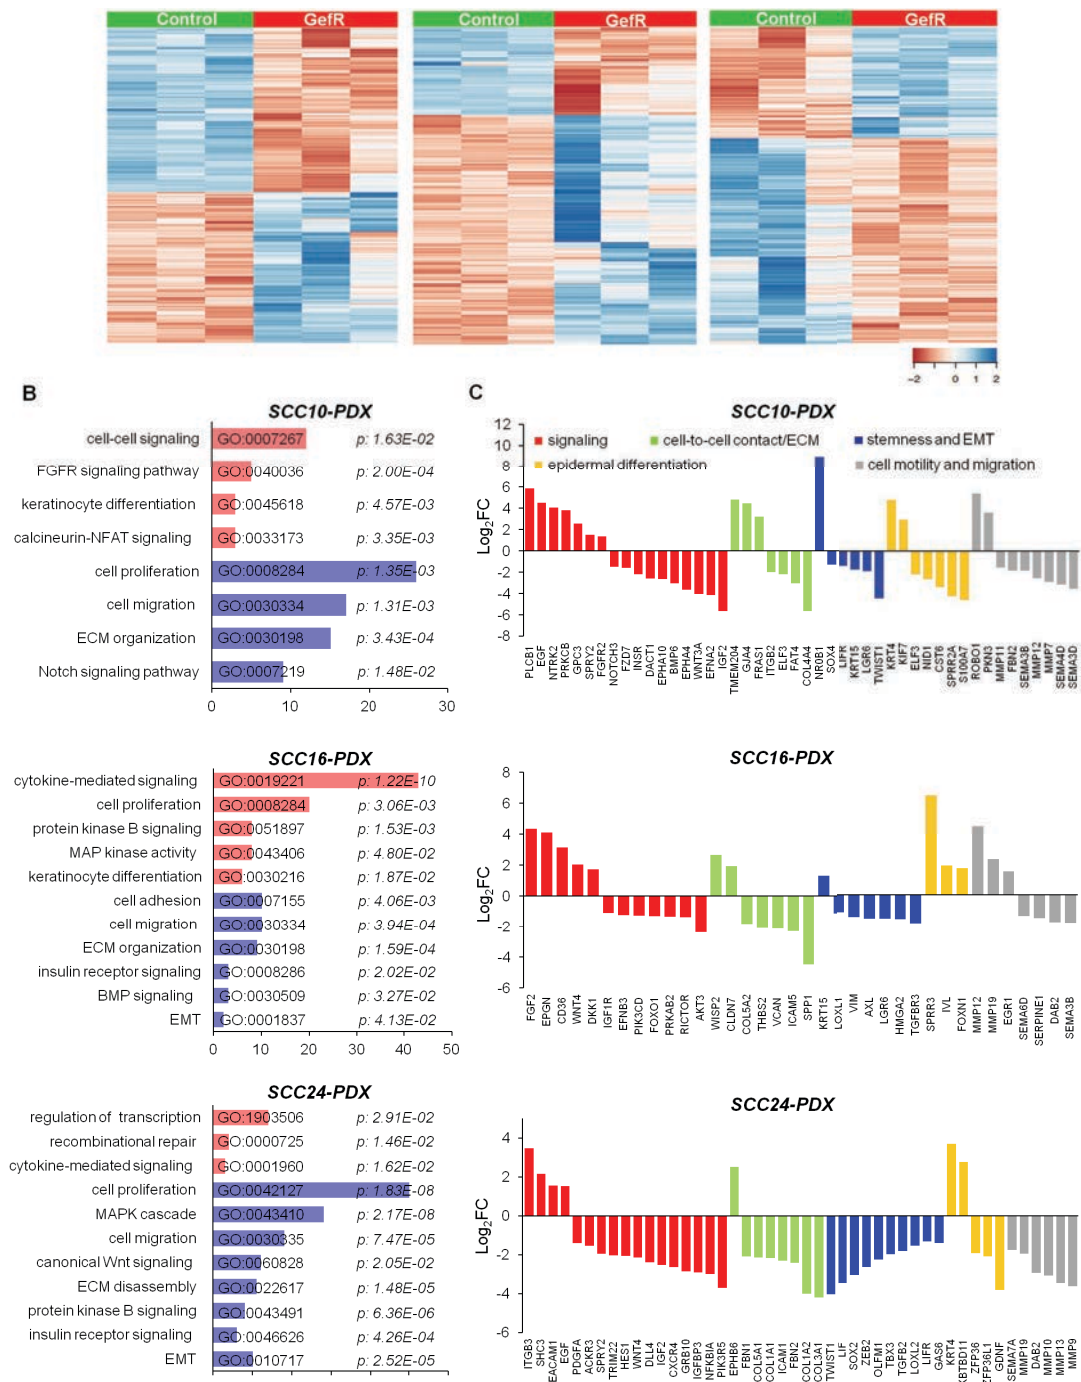 Control GefR Control GefR Control GefR
-2 -1 0 1 2
B
SCC10-PDX
cell-cell signaling GO:0007267 p: 1.63E-02
FGFR signaling pathway GO:0040036 p: 2.00E-04
keratinocyte differentiation GO:0045618 p: 4.57E-03
calcineurin-NFAT signaling GO:0033173 p: 3.35E-03
cell proliferation GO:0008284 p: 1.35E-03
cell migration GO:0030334 p: 1.31E-03
ECM organization GO:0030198 p: 3.43E-04
Notch signaling pathway GO:0007219 p: 1.48E-02
0 10 20 30
SCC16-PDX
cytokine-mediated signaling GO:0019221 p: 1.22E-10
cell proliferation GO:0008284 p: 3.06E-03
protein kinase B signaling GO:0051897 p: 1.53E-03
MAP kinase activity GO:0043406 p: 4.80E-02
keratinocyte differentiation GO:0030216 p: 1.87E-02
cell adhesion GO:0007155 p: 4.06E-03
cell migration GO:0030334 p: 3.94E-04
ECM organization GO:0030198 p: 1.59E-04
insulin receptor signaling GO:0008286 p: 2.02E-02
BMP signaling GO:0030509 p: 3.27E-02
EMT GO:0001837 p: 4.13E-02
0 10 20 30 40 50
SCC24-PDX
regulation of transcription GO:1903506 p: 2.91E-02
recombinational repair GO:0000725 p: 1.46E-02
cytokine-mediated signaling GO:0001960 p: 1.62E-02
cell proliferation GO:0042127 p: 1.83E-08
MAPK cascade GO:0043410 p: 2.17E-08
cell migration GO:0030335 p: 7.47E-05
canonical Wnt signaling GO:0060828 p: 2.05E-02
ECM disassembly GO:0022617 p: 1.48E-05
protein kinase B signaling GO:0043491 p: 6.36E-06
insulin receptor signaling GO:0046626 p: 4.26E-04
EMT GO:0010717 p: 2.52E-05
0 10 20 30 40 50
C
SCC10-PDX
signaling cell-to-cell contact/ECM stemness and EMT
epidermal differentiation cell motility and migration
Log2FC
12
10
8
6
4
2
0
-2
-4
-6
-8
PLCB1 EGF NTRK2 PRKCB GPC3 SPRY2 FGFR2 NOTCH3 FZD7 INSR DACT1 EPHA10 BMP6 EPHA4 WNT3A EFNA2 IGF2 TMEM204 GJA4 FRAS1 ITGB2 ELF3 FAT4 COL4A4 NR0B1 SOX4 LIFR KRT15 LGR6 TWIST1 KRT4 KIF7 ELF3 NID1 CST6 SPRR2A S100A7 ROBO1 PKN3 MMP11 FBN2 SEMA3B MMP12 MMP7 SEMA4D SEMA3D
SCC16-PDX
Log2FC
8
6
4
2
0
-2
-4
-6
FGF2 EPGN CD36 WNT4 DKK1 IGF1R EFNB3 PIK3CD FOXO1 PRKAB2 RICTOR AKT3 WISP2 CLDN7 COL5A2 THBS2 VCAN ICAM5 SPP1 KRT15 LOXL1 VIM AXL LGR6 HMGA2 TGFBR3 SPRR3 IVL FOXN1 MMP12 MMP19 EGR1 SEMA6D SERPINE1 DAB2 SEMA3B
SCC24-PDX
Log2FC
4
2
0
-2
-4
-6
ITGB3 SHC3 EACAM1 EGF PDGFA ACKR3 SPRY2 TRIM22 HES1 WNT4 DLL4 IGF2 CXCR4 GRB10 IGFBP3 NFKBIA PIK3R5 EPHB6 FBN1 COL5A1 COL1A1 ICAM1 FBN2 COL1A2 COL3A1 TWIST1 LIF SOX2 ZEB2 OLFM1 TBX3 TGFB2 LOXL2 LIFR GAS6 KRT4 KBTBD11 ZFP36 ZFP36L1 GDNF SEMA7A MMP19 DAB2 MMP10 MMP13 MMP9